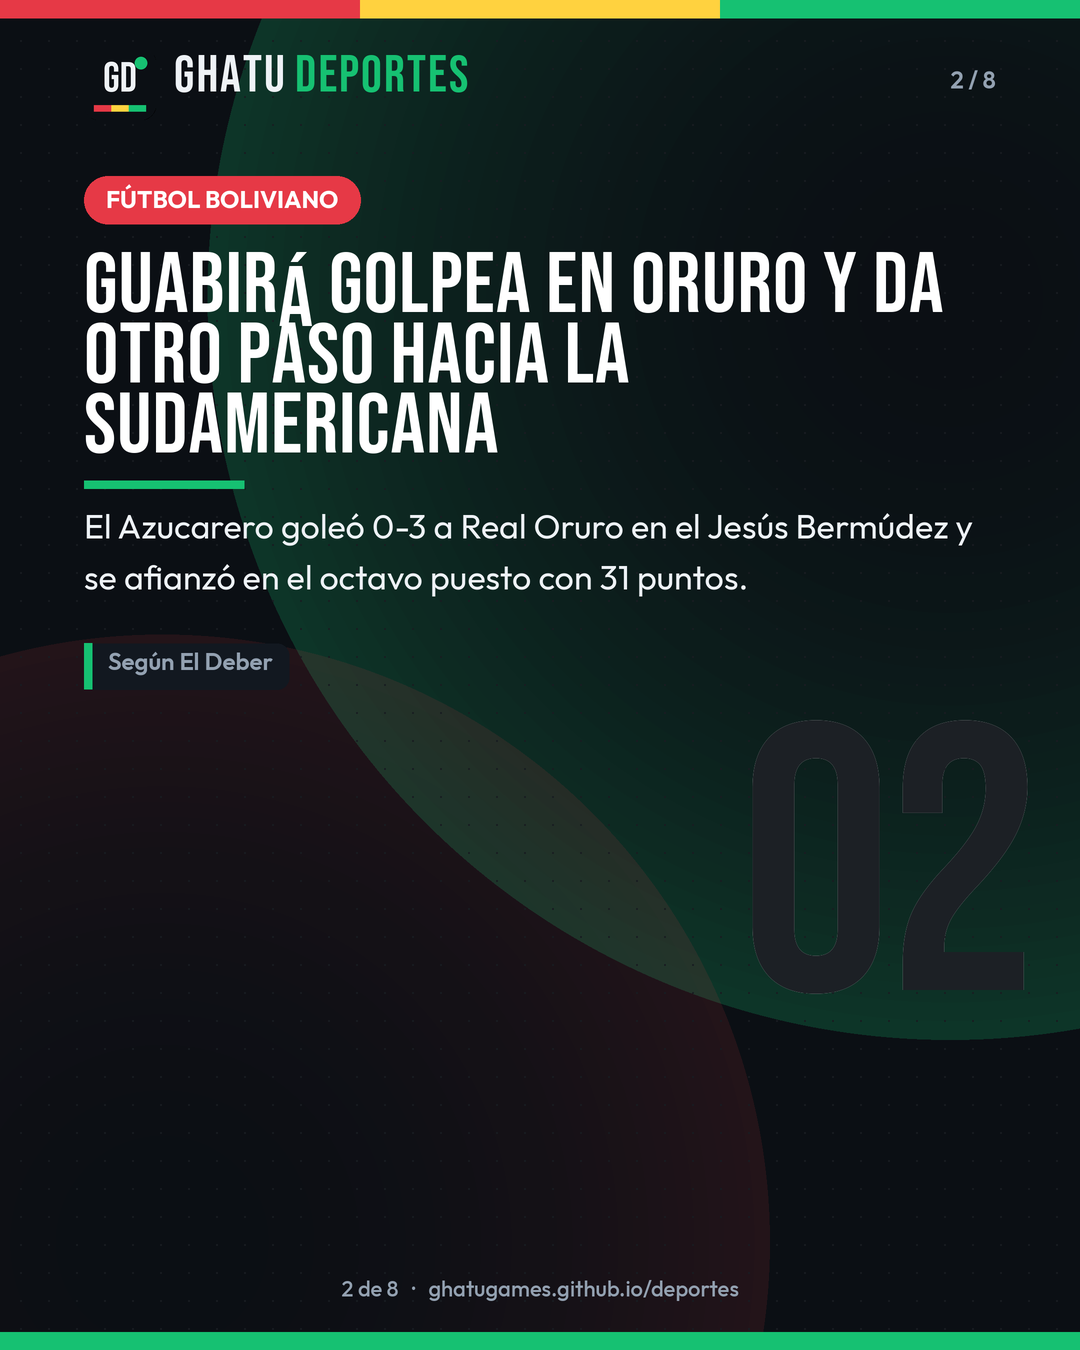 GD GHATU DEPORTES
2 / 8
FÚTBOL BOLIVIANO
GUABIRÁ GOLPEA EN ORURO Y DA
OTRO PASO HACIA LA
SUDAMERICANA
El Azucarero goleó 0-3 a Real Oruro en el Jesús Bermúdez y
se afianzó en el octavo puesto con 31 puntos.
Según El Deber
02
2 de 8 · ghatugames.github.io/deportes